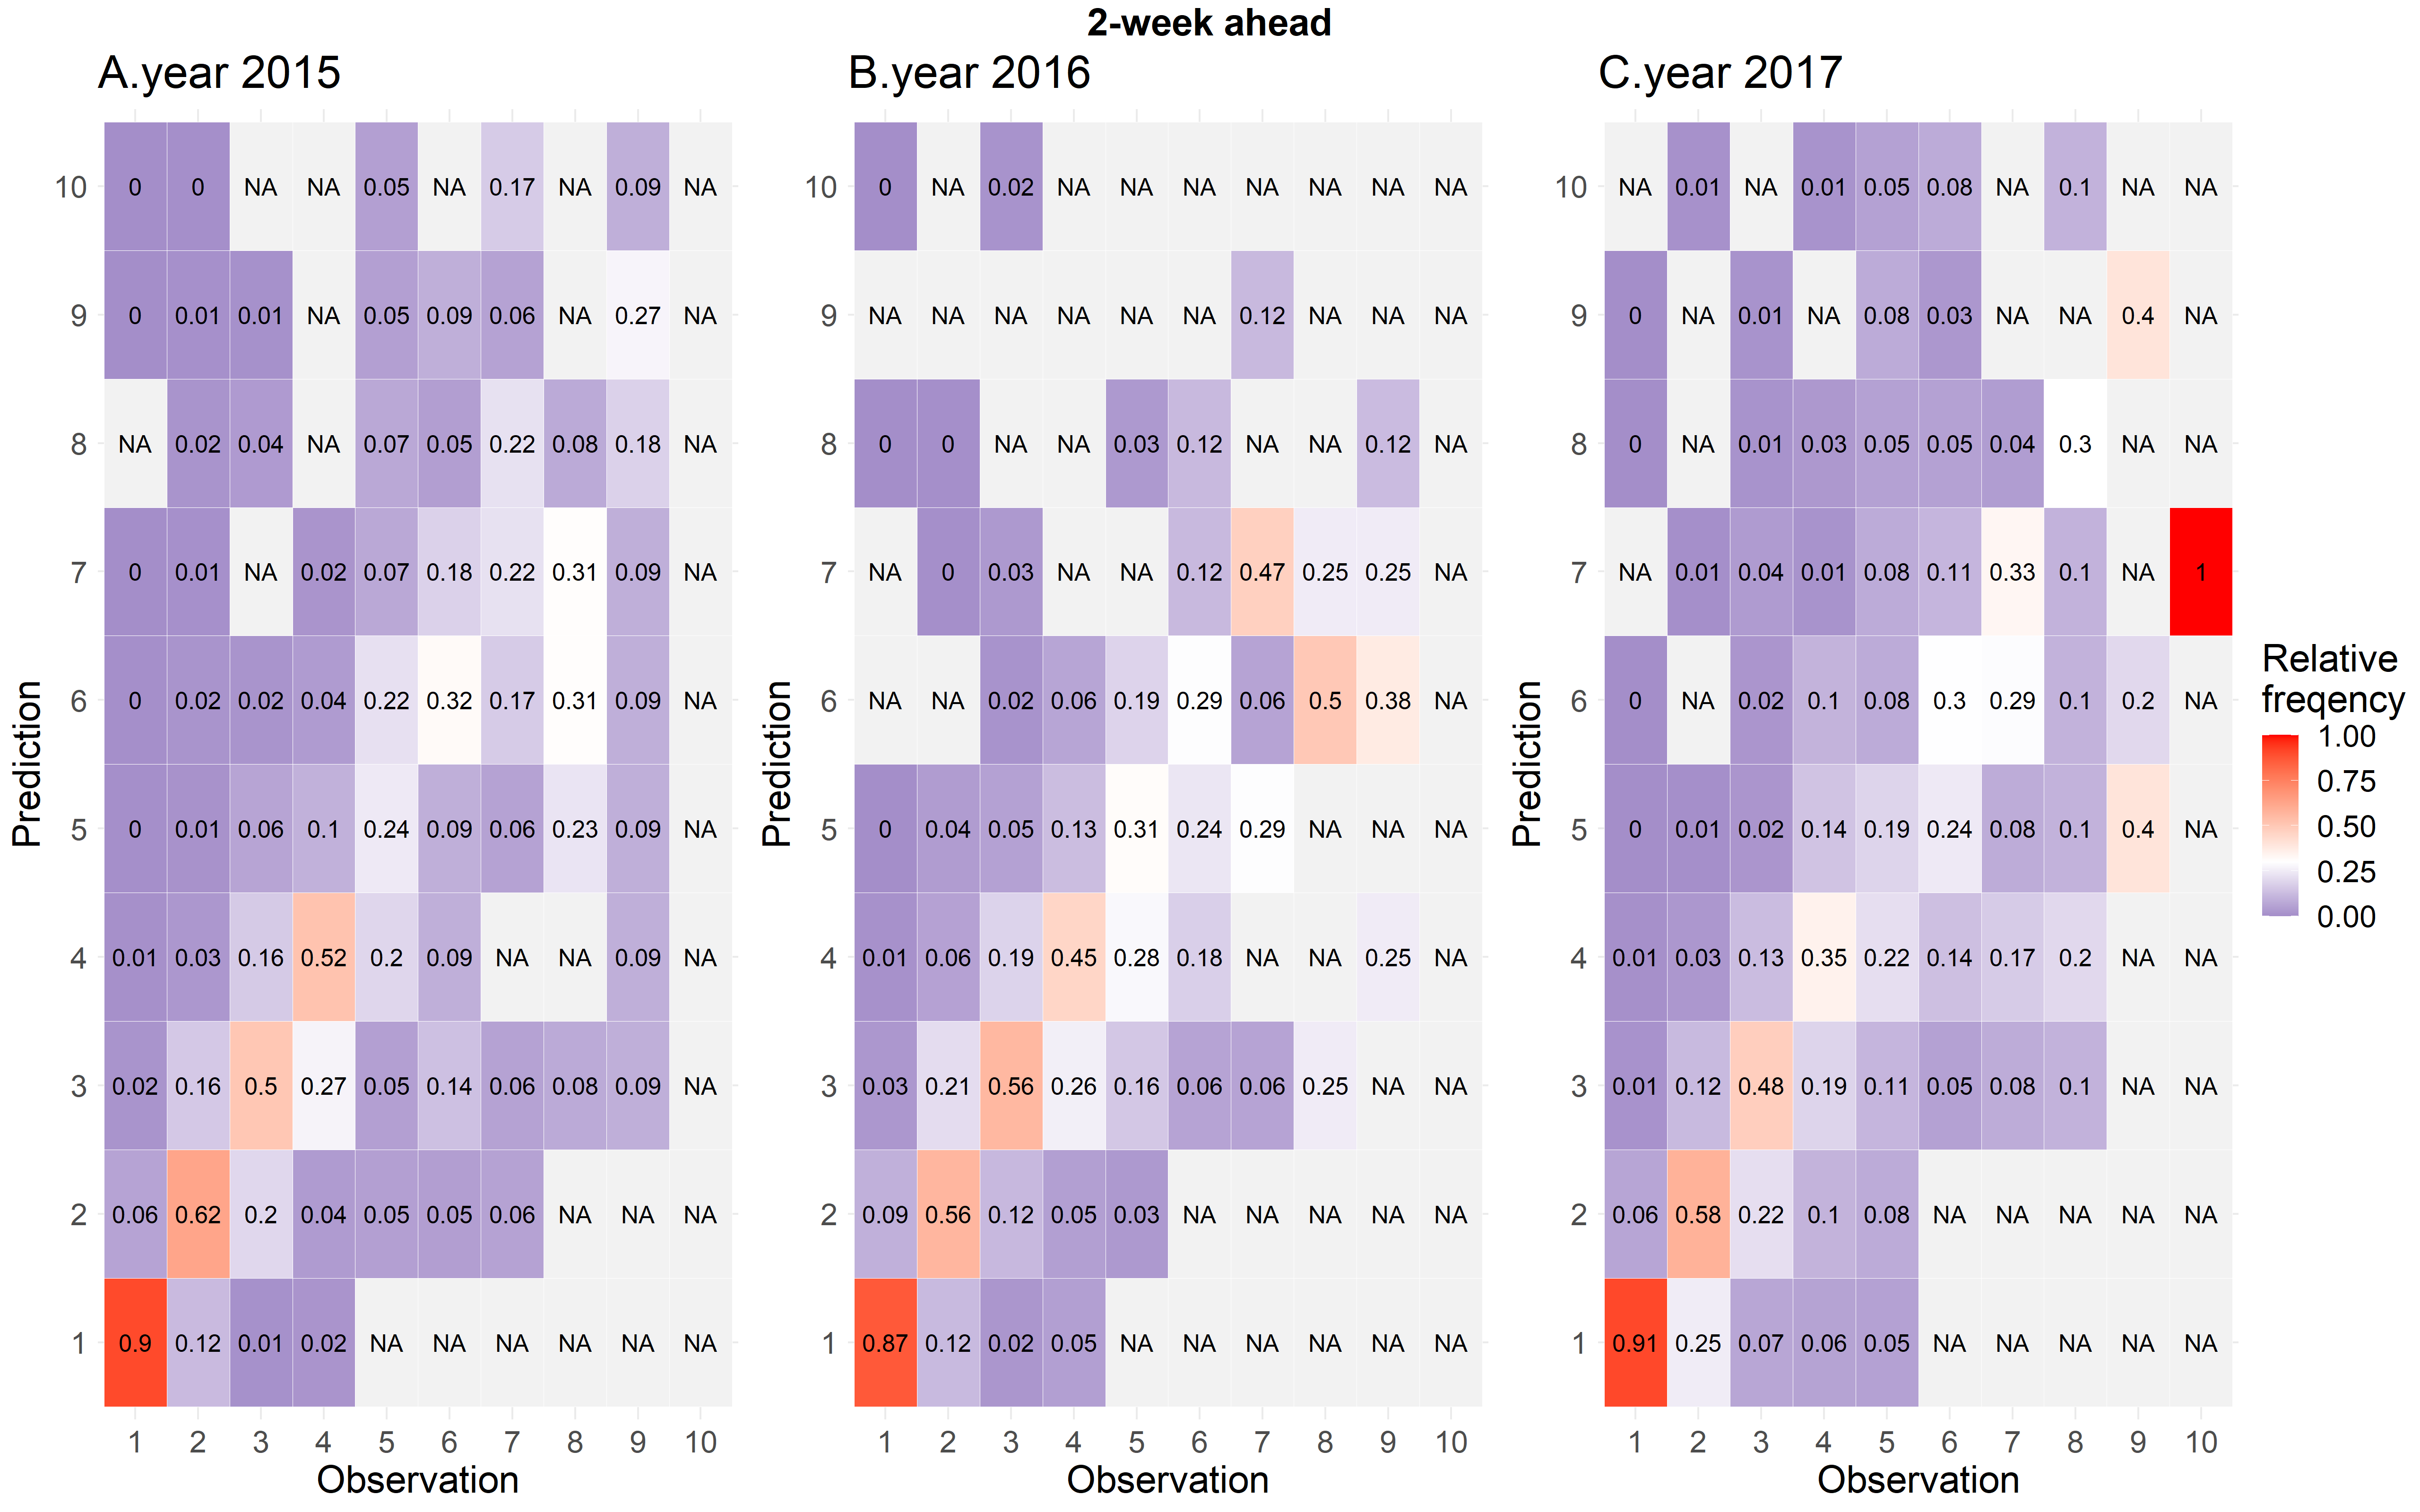 2-week ahead
A.year 2015 B.year 2016 C.year 2017
10 0 0 NA NA 0.05 NA 0.17 NA 0.09 NA 10 0 NA 0.02 NA NA NA NA NA NA NA 10 NA 0.01 NA 0.01 0.05 0.08 NA 0.1 NA NA
9 0 0.01 0.01 NA 0.05 0.09 0.06 NA 0.27 NA 9 NA NA NA NA NA NA 0.12 NA NA NA 9 0 NA 0.01 NA 0.08 0.03 NA NA 0.4 NA
8 NA 0.02 0.04 NA 0.07 0.05 0.22 0.08 0.18 NA 8 0 0 NA NA 0.03 0.12 NA NA 0.12 NA 8 0 NA 0.01 0.03 0.05 0.05 0.04 0.3 NA NA
7 0 0.01 NA 0.02 0.07 0.18 0.22 0.31 0.09 NA 7 NA 0 0.03 NA NA 0.12 0.47 0.25 0.25 NA 7 NA 0.01 0.04 0.01 0.08 0.11 0.33 0.1 NA 1
6 0 0.02 0.02 0.04 0.22 0.32 0.17 0.31 0.09 NA 6 NA NA 0.02 0.06 0.19 0.29 0.06 0.5 0.38 NA 6 0 NA 0.02 0.1 0.08 0.3 0.29 0.1 0.2 NA
5 0 0.01 0.06 0.1 0.24 0.09 0.06 0.23 0.09 NA 5 0 0.04 0.05 0.13 0.31 0.24 0.29 NA NA NA 5 0 0.01 0.02 0.14 0.19 0.24 0.08 0.1 0.4 NA
4 0.01 0.03 0.16 0.52 0.2 0.09 NA NA 0.09 NA 4 0.01 0.06 0.19 0.45 0.28 0.18 NA NA 0.25 NA 4 0.01 0.03 0.13 0.35 0.22 0.14 0.17 0.2 NA NA
3 0.02 0.16 0.5 0.27 0.05 0.14 0.06 0.08 0.09 NA 3 0.03 0.21 0.56 0.26 0.16 0.06 0.06 0.25 NA NA 3 0.01 0.12 0.48 0.19 0.11 0.05 0.08 0.1 NA NA
2 0.06 0.62 0.2 0.04 0.05 0.05 0.06 NA NA NA 2 0.09 0.56 0.12 0.05 0.03 NA NA NA NA NA 2 0.06 0.58 0.22 0.1 0.08 NA NA NA NA NA
1 0.9 0.12 0.01 0.02 NA NA NA NA NA NA 1 0.87 0.12 0.02 0.05 NA NA NA NA NA NA 1 0.91 0.25 0.07 0.06 0.05 NA NA NA NA NA
1 2 3 4 5 6 7 8 9 10 1 2 3 4 5 6 7 8 9 10 1 2 3 4 5 6 7 8 9 10
Observation Observation Observation
Prediction
Prediction
Prediction
Relative
freqency
1.00
0.75
0.50
0.25
0.00